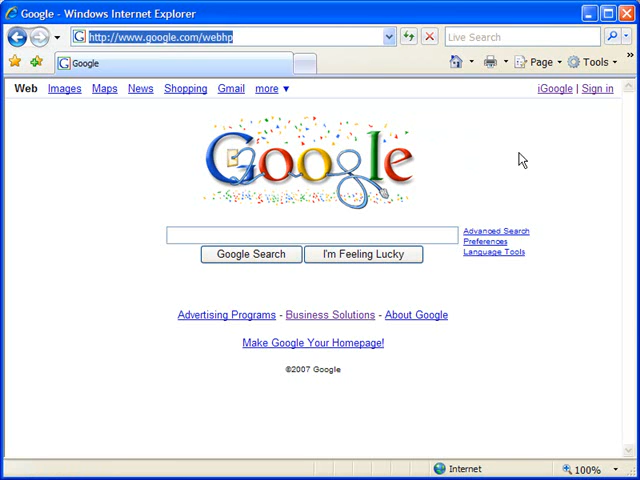 Google - Windows Internet Explorer
http://www.google.com/webhp
Live Search
Google
Page
Tools
Web Images Maps News Shopping Gmail more ▼
iGoogle | Sign in
Google
Advanced Search
Preferences
Language Tools
Google Search I'm Feeling Lucky
Advertising Programs - Business Solutions - About Google
Make Google Your Homepage!
©2007 Google
Internet
100%